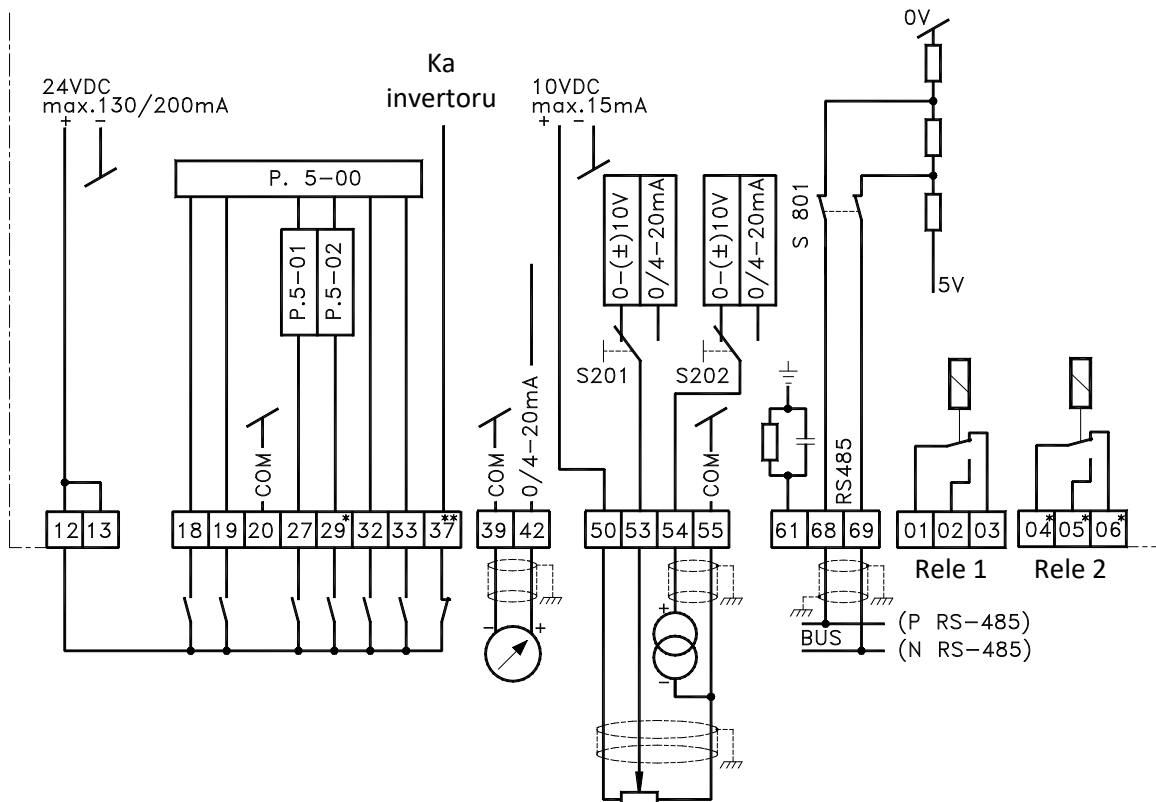 0V
Ka
invertoru
24VDC
max.130/200mA
+ -
10VDC
max.15mA
+ -
P. 5-00
P.5-01
P.5-02
0-(±)10V
0/4-20mA
0-(±)10V
0/4-20mA
S 801
5V
S201
S202
COM
COM
0/4-20mA
COM
RS485
12 13
18 19 20 27 29* 32 33 37**
39 42
50 53 54 55
61 68 69
01 02 03
04* 05* 06*
Rele 1
Rele 2
- +
+
-
BUS
(P RS-485)
(N RS-485)